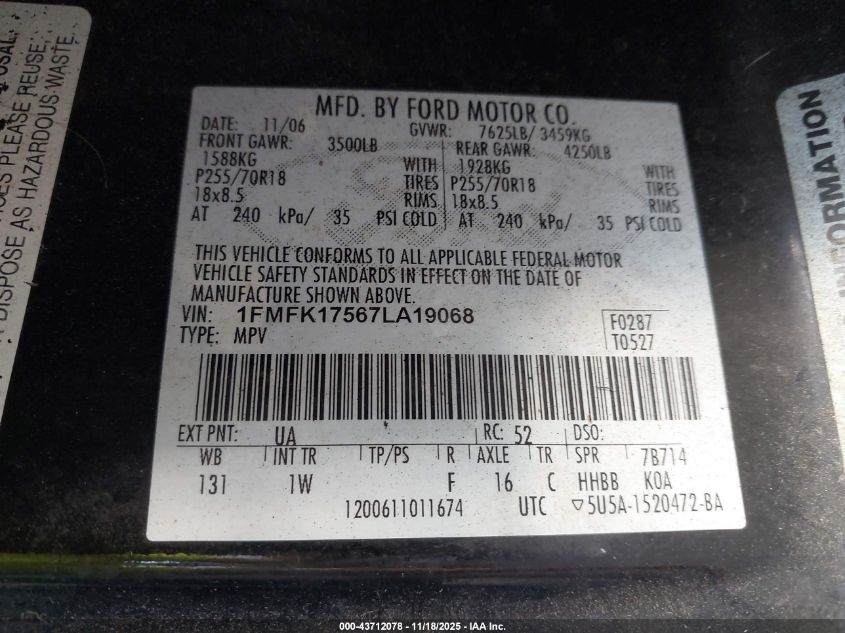 USAL.
ICES PLEASE REUSE,
DISPOSE AS HAZARDOUS WASTE.
MFD. BY FORD MOTOR CO.
DATE: 11/06 GVWR: 7625LB/ 3459KG
FRONT GAWR: 3500LB REAR GAWR: 4250LB
1588KG WITH 1928KG WITH
P255/70R18 TIRES P255/70R18 TIRES
18x8.5 RIMS 18x8.5 RIMS
AT 240 kPa/ 35 PSI COLD AT 240 kPa/ 35 PSI COLD
THIS VEHICLE CONFORMS TO ALL APPLICABLE FEDERAL MOTOR
VEHICLE SAFETY STANDARDS IN EFFECT ON THE DATE OF
MANUFACTURE SHOWN ABOVE.
VIN: 1FMFK17567LA19068
TYPE: MPV
F0287
T0527
EXT PNT: UA RC: 52 DSO:
WB INT TR TP/PS R AXLE TR SPR 7B714
131 1W F 16 C HHBB KOA
1200611011674 UTC ▽5U5A-1520472-BA
INFORMATION
000-43712078 - 11/18/2025 - IAA Inc.